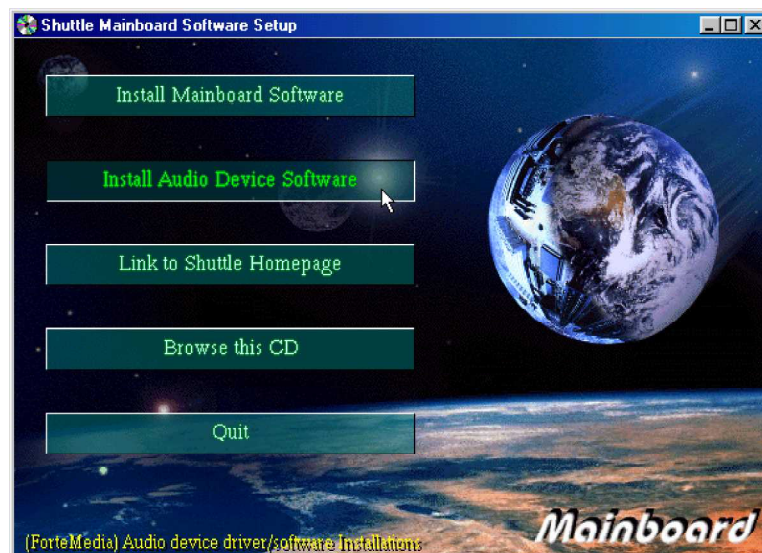 Shuttle Mainboard Software Setup
Install Mainboard Software
Install Audio Device Software
Link to Shuttle Homepage
Browse this CD
Quit
Mainboard
(ForteMedia) Audio device driver/software Installations